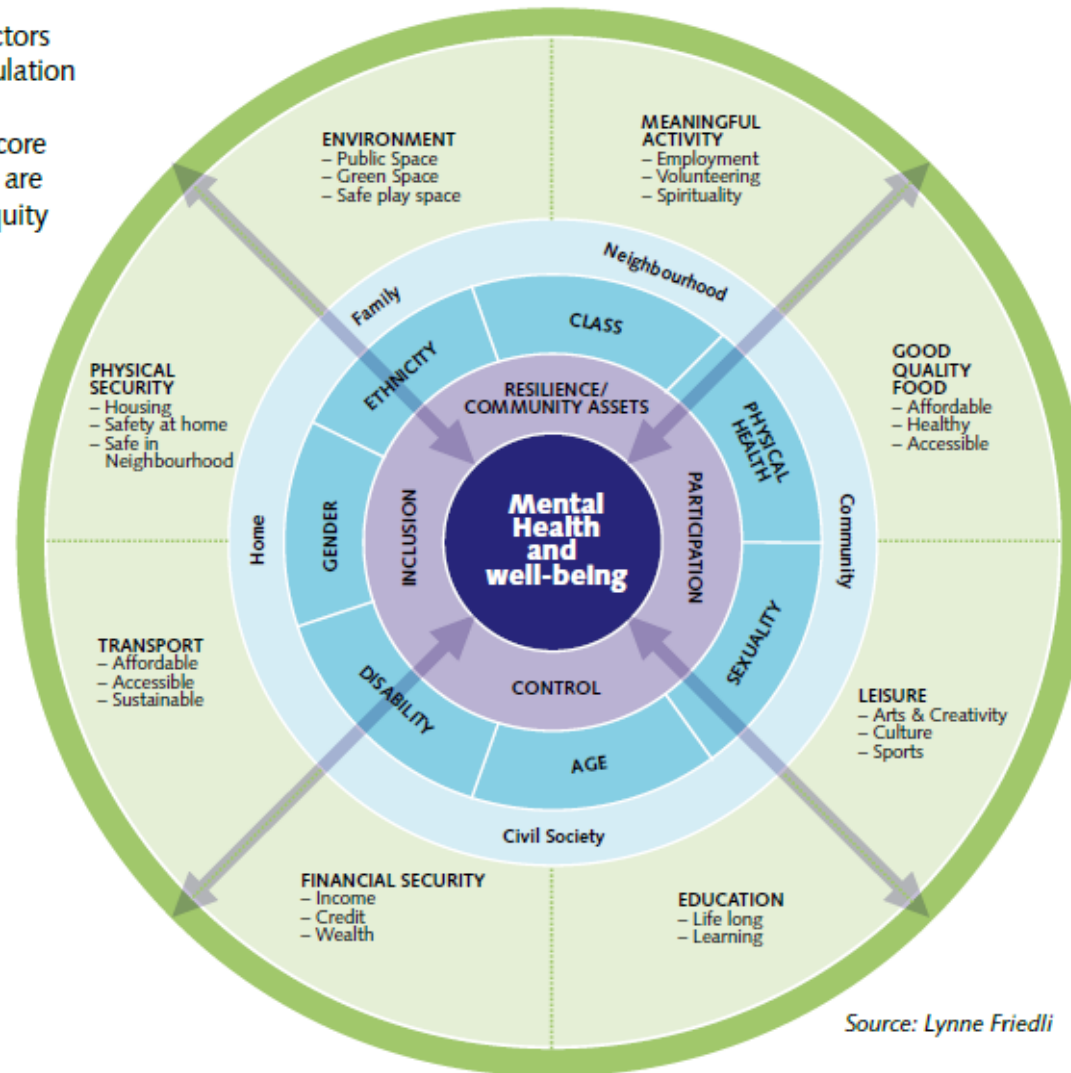 ctors
ulation
core
are
quity
ENVIRONMENT
– Public Space
– Green Space
– Safe play space
MEANINGFUL
ACTIVITY
– Employment
– Volunteering
– Spirituality
PHYSICAL
SECURITY
– Housing
– Safety at home
– Safe in
Neighbourhood
GOOD
QUALITY
FOOD
– Affordable
– Healthy
– Accessible
TRANSPORT
– Affordable
– Accessible
– Sustainable
LEISURE
– Arts & Creativity
– Culture
– Sports
FINANCIAL SECURITY
– Income
– Credit
– Wealth
EDUCATION
– Life long
– Learning
Family
Neighbourhood
Home
Community
Civil Society
ETHNICITY
CLASS
PHYSICAL
HEALTH
GENDER
SEXUALITY
DISABILITY
AGE
RESILIENCE/
COMMUNITY ASSETS
INCLUSION
PARTICIPATION
CONTROL
Mental
Health
and
well-being
Source: Lynne Friedli